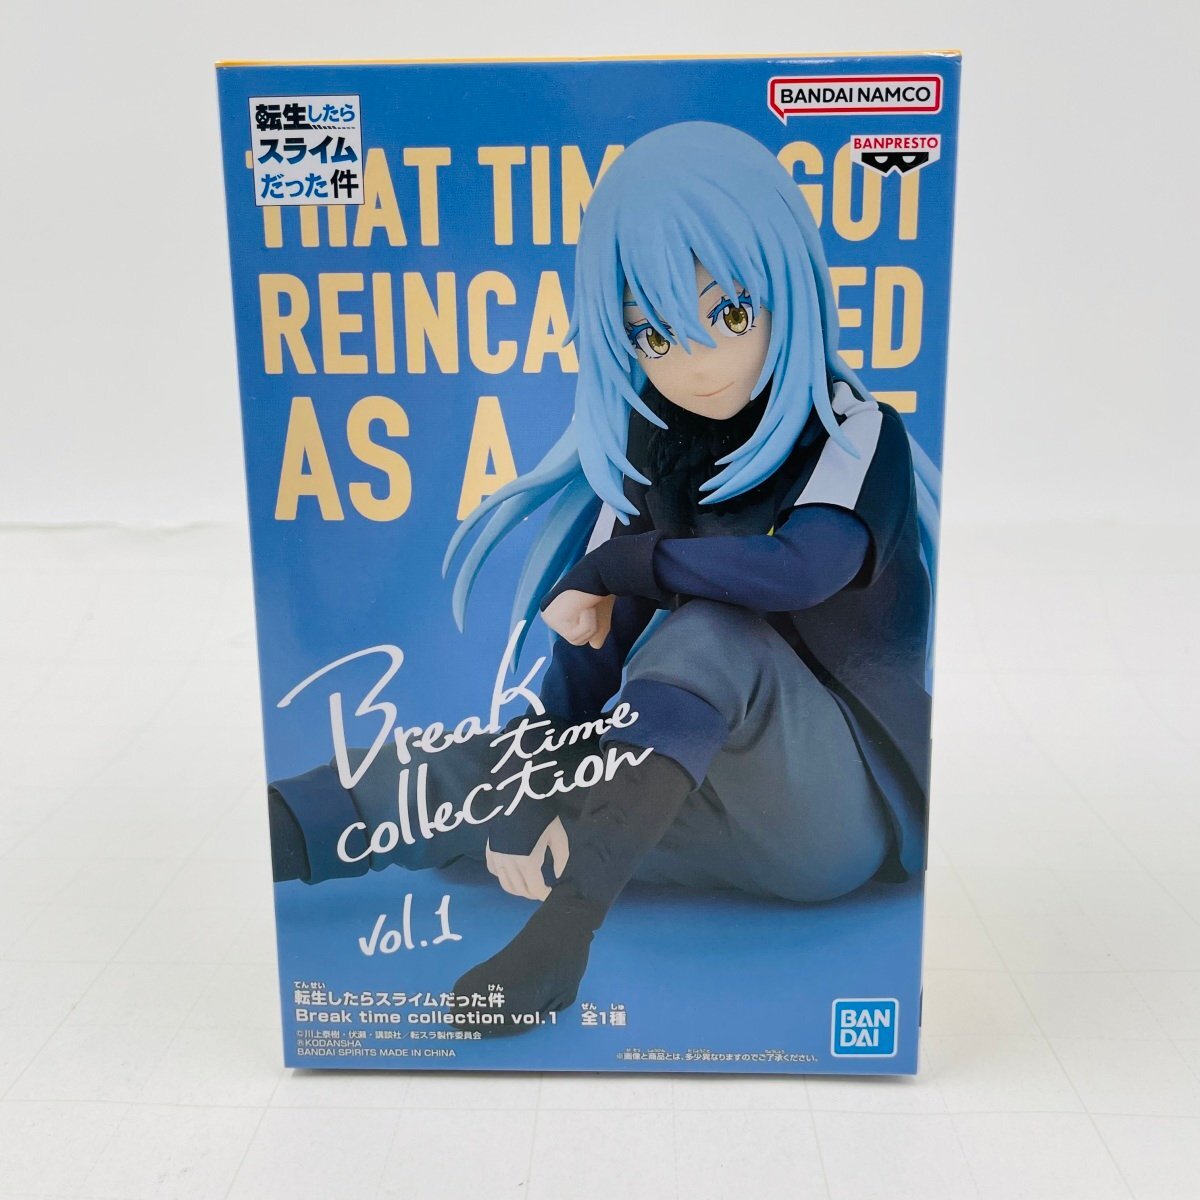 転生したら
スライム
だった件
BANDAI NAMCO
BANPRESTO
THAT TIM GOT
REINCA ED
AS A
Break
time
collection
vol.1
てんせい けん
転生したらスライムだった件
Break time collection vol.1
ぜん しゅ
全1種
©川上泰樹・伏瀬・講談社／転スラ製作委員会
ⓇKODANSHA
BANDAI SPIRITS MADE IN CHINA
※画像と商品とは、多少異なりますのでご了承ください。
BAN
DAI